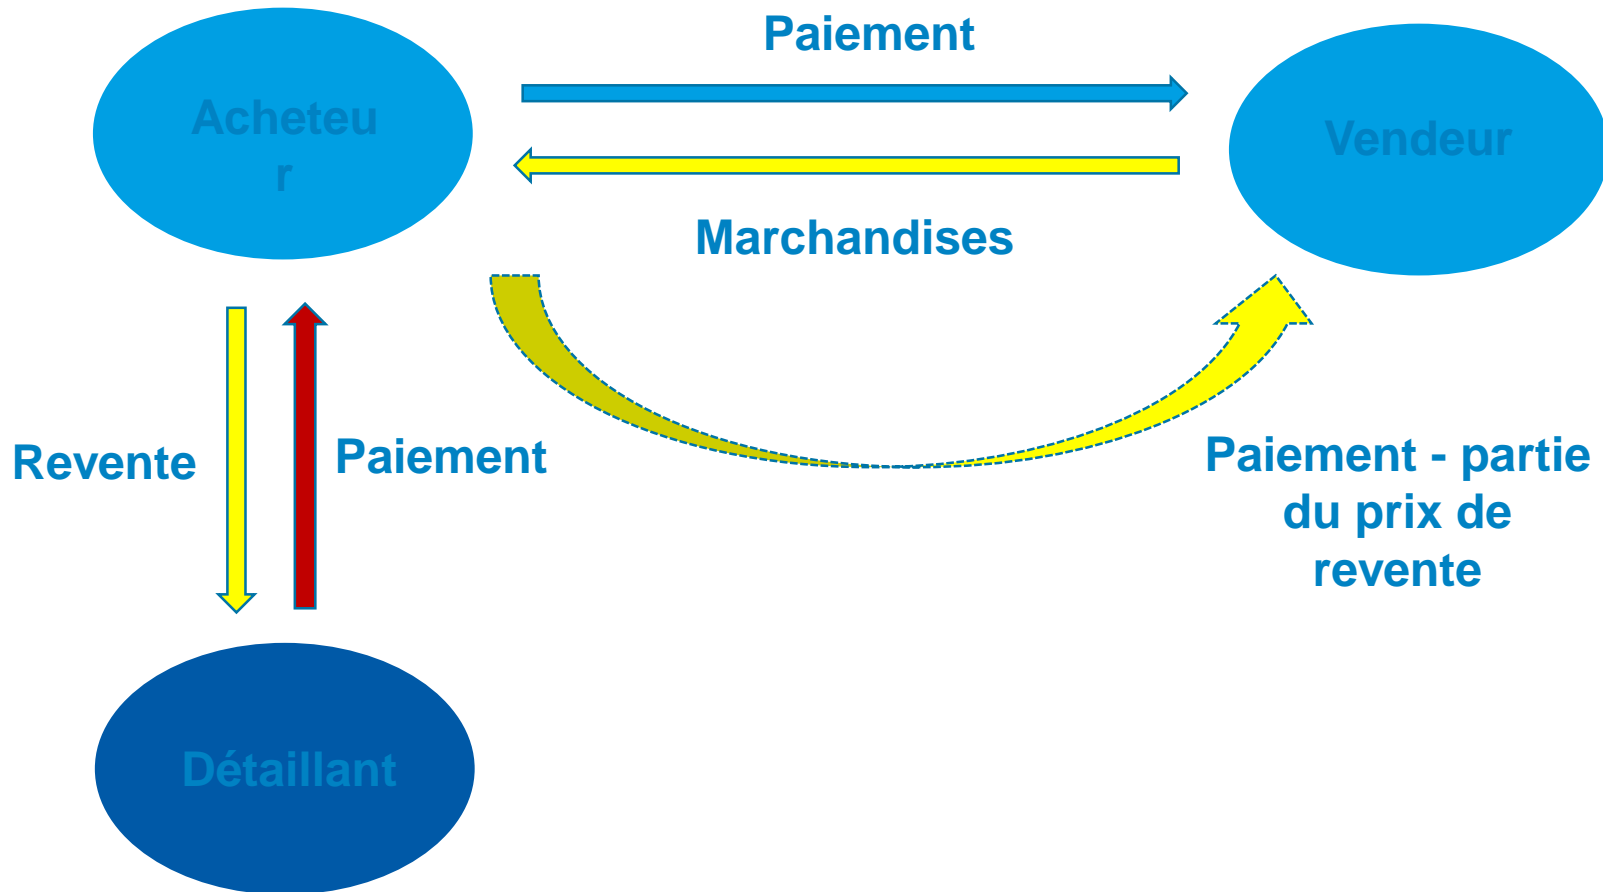 Paiement
Acheteu
r
Vendeur
Marchandises
Revente
Paiement
Paiement - partie
du prix de
revente
Détaillant